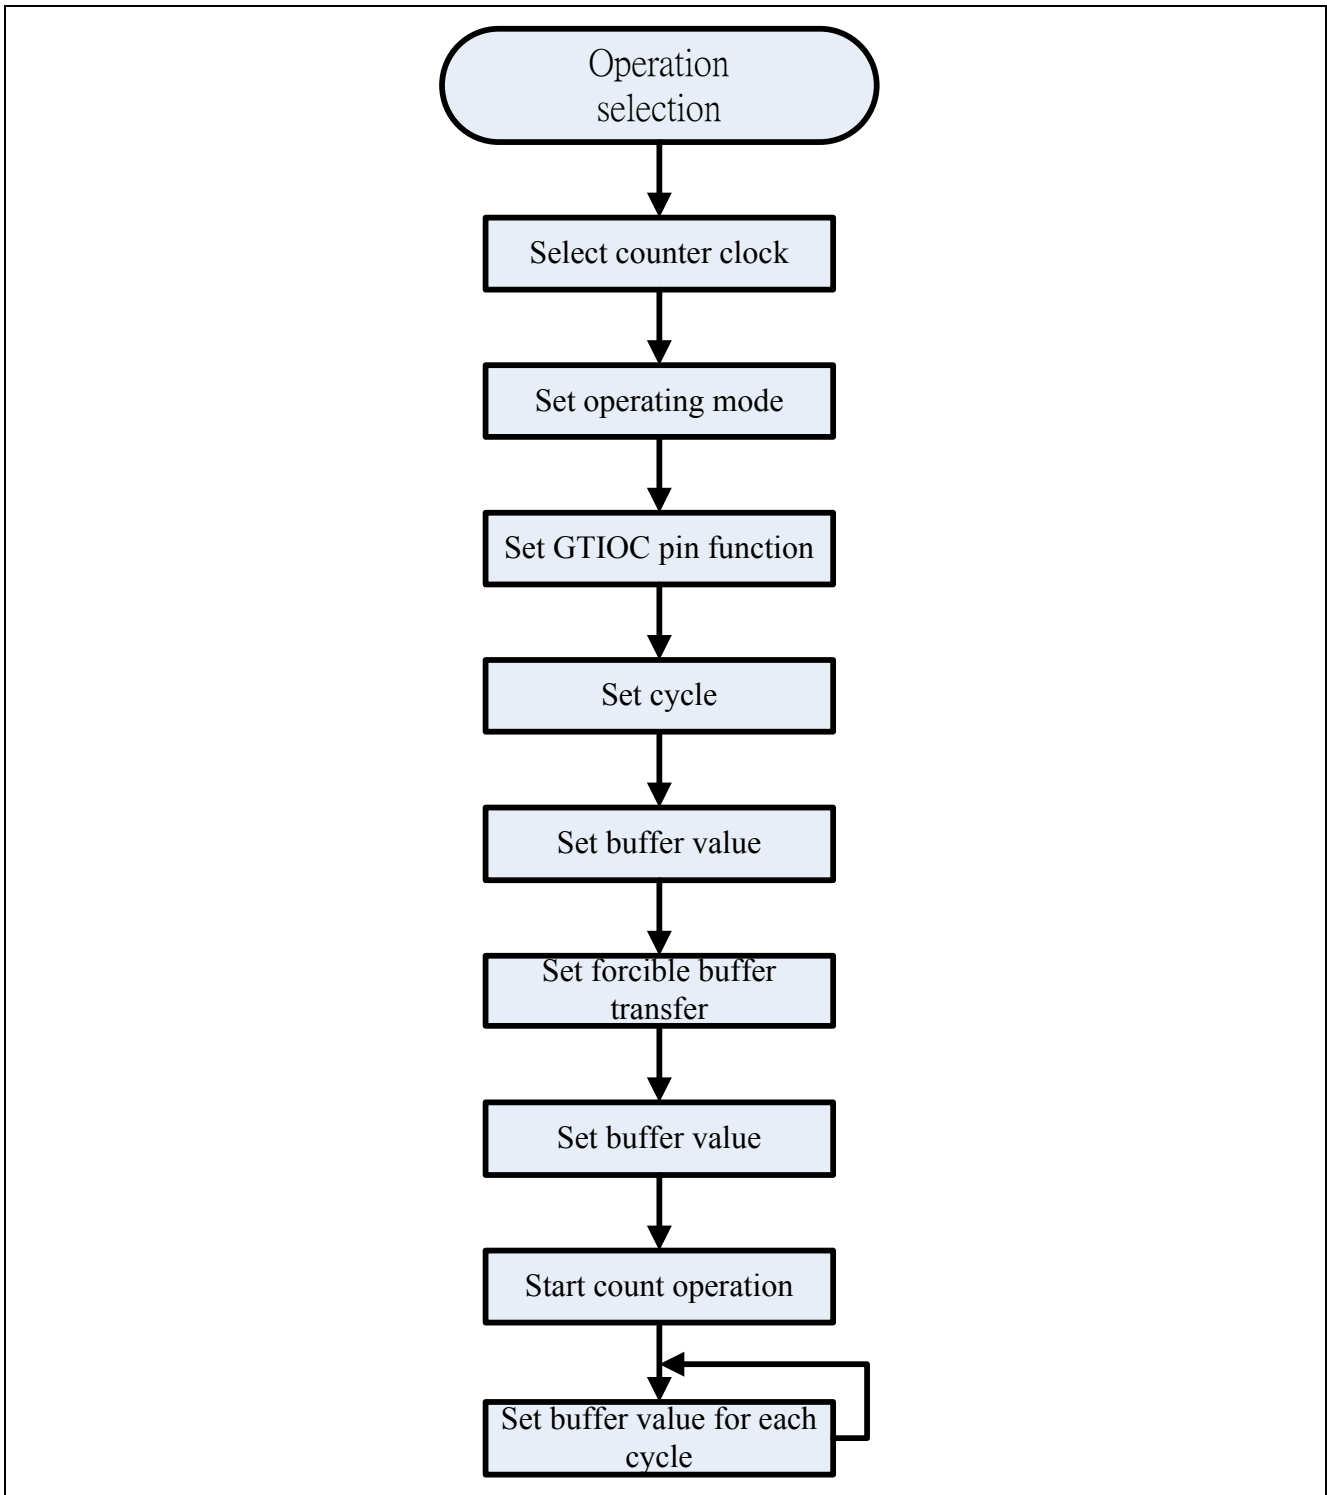 Operation
selection
Select counter clock
Set operating mode
Set GTIOC pin function
Set cycle
Set buffer value
Set forcible buffer
transfer
Set buffer value
Start count operation
Set buffer value for each
cycle